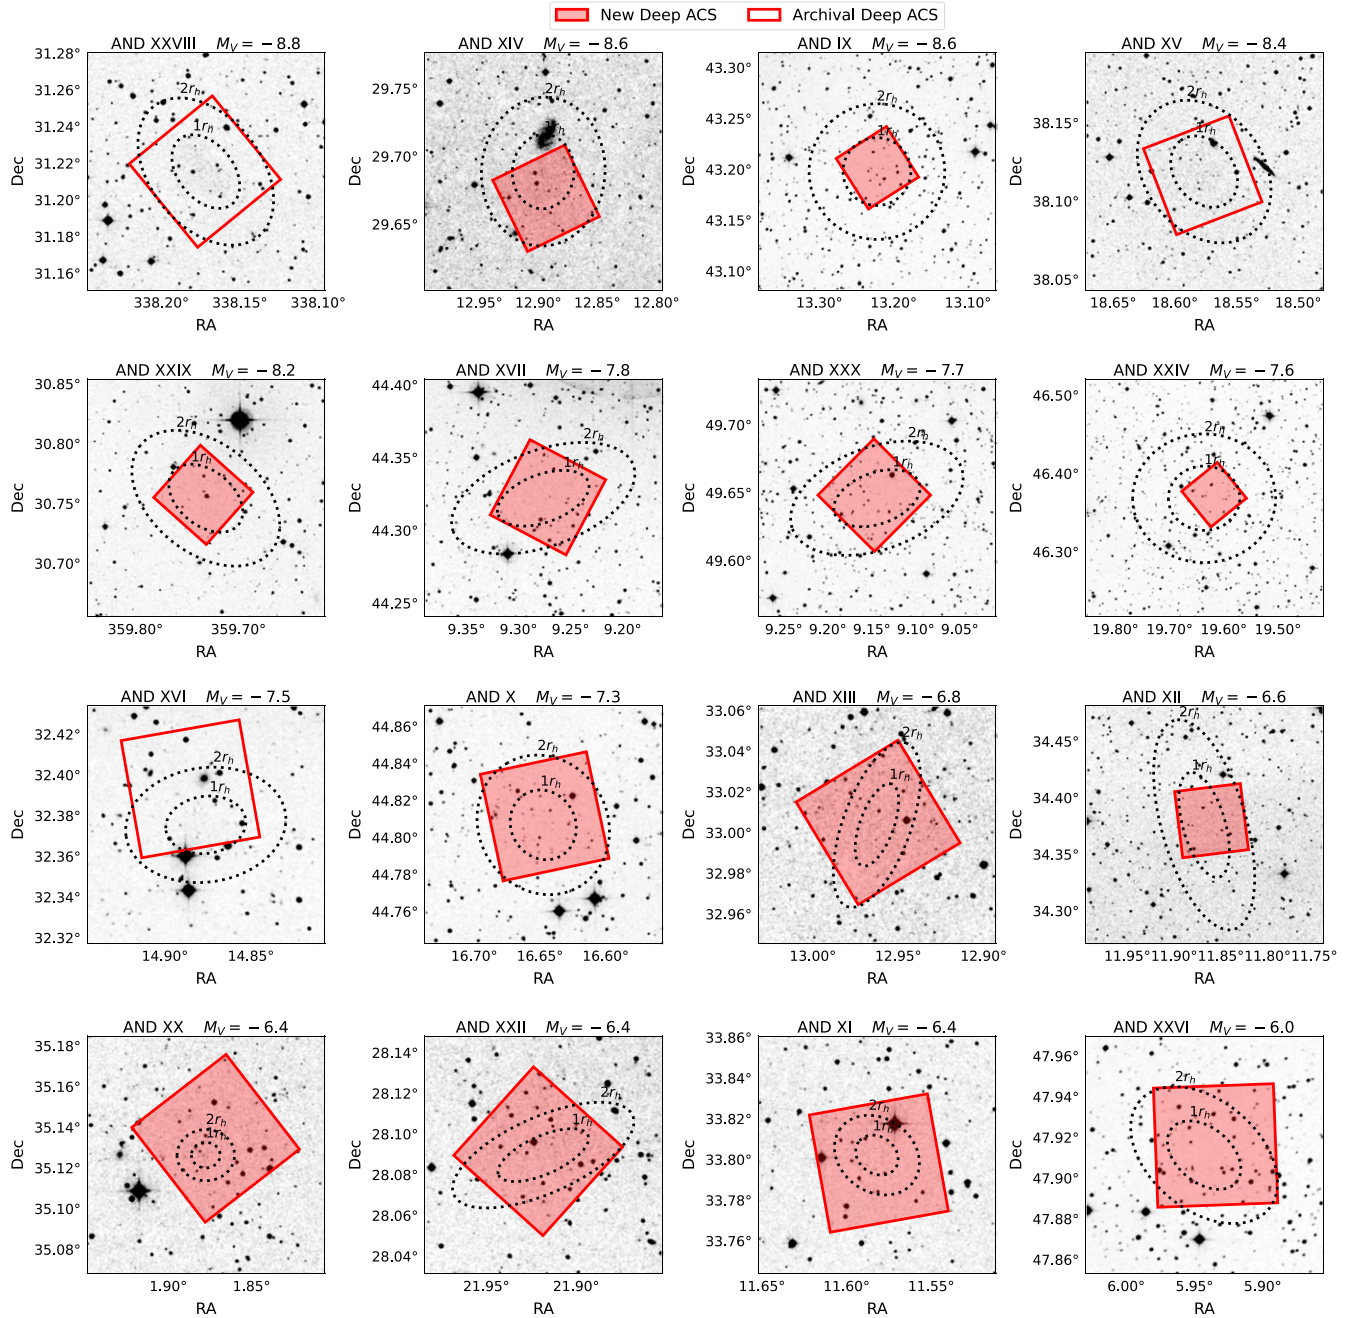 New Deep ACS Archival Deep ACS
AND XXVIII M_V = −8.8
AND XIV M_V = −8.6
AND IX M_V = −8.6
AND XV M_V = −8.4
31.28°
31.26°
31.24°
31.22°
31.20°
31.18°
31.16°
Dec
2r_h
1r_h
338.20° 338.15° 338.10°
RA
29.75°
29.70°
29.65°
Dec
2r_h
1r_h
12.95° 12.90° 12.85° 12.80°
RA
43.30°
43.25°
43.20°
43.15°
43.10°
Dec
2r_h
1r_h
13.30° 13.20° 13.10°
RA
38.15°
38.10°
38.05°
Dec
2r_h
1r_h
18.65° 18.60° 18.55° 18.50°
RA
AND XXIX M_V = −8.2
AND XVII M_V = −7.8
AND XXX M_V = −7.7
AND XXIV M_V = −7.6
30.85°
30.80°
30.75°
30.70°
Dec
2r_h
1r_h
359.80° 359.70°
RA
44.40°
44.35°
44.30°
44.25°
Dec
2r_h
1r_h
9.35° 9.30° 9.25° 9.20°
RA
49.70°
49.65°
49.60°
Dec
2r_h
1r_h
9.25° 9.20° 9.15° 9.10° 9.05°
RA
46.50°
46.40°
46.30°
Dec
2r_h
1r_h
19.80° 19.70° 19.60° 19.50°
RA
AND XVI M_V = −7.5
AND X M_V = −7.3
AND XIII M_V = −6.8
AND XII M_V = −6.6
32.42°
32.40°
32.38°
32.36°
32.34°
32.32°
Dec
2r_h
1r_h
14.90° 14.85°
RA
44.86°
44.84°
44.82°
44.80°
44.78°
44.76°
Dec
2r_h
1r_h
16.70° 16.65° 16.60°
RA
33.06°
33.04°
33.02°
33.00°
32.98°
32.96°
Dec
2r_h
1r_h
13.00° 12.95° 12.90°
RA
34.45°
34.40°
34.35°
34.30°
Dec
2r_h
1r_h
11.95° 11.90° 11.85° 11.80° 11.75°
RA
AND XX M_V = −6.4
AND XXII M_V = −6.4
AND XI M_V = −6.4
AND XXVI M_V = −6.0
35.18°
35.16°
35.14°
35.12°
35.10°
35.08°
Dec
2r_h
1r_h
1.90° 1.85°
RA
28.14°
28.12°
28.10°
28.08°
28.06°
28.04°
Dec
2r_h
1r_h
21.95° 21.90°
RA
33.86°
33.84°
33.82°
33.80°
33.78°
33.76°
Dec
2r_h
1r_h
11.65° 11.60° 11.55°
RA
47.96°
47.94°
47.92°
47.90°
47.88°
47.86°
Dec
2r_h
1r_h
6.00° 5.95° 5.90°
RA